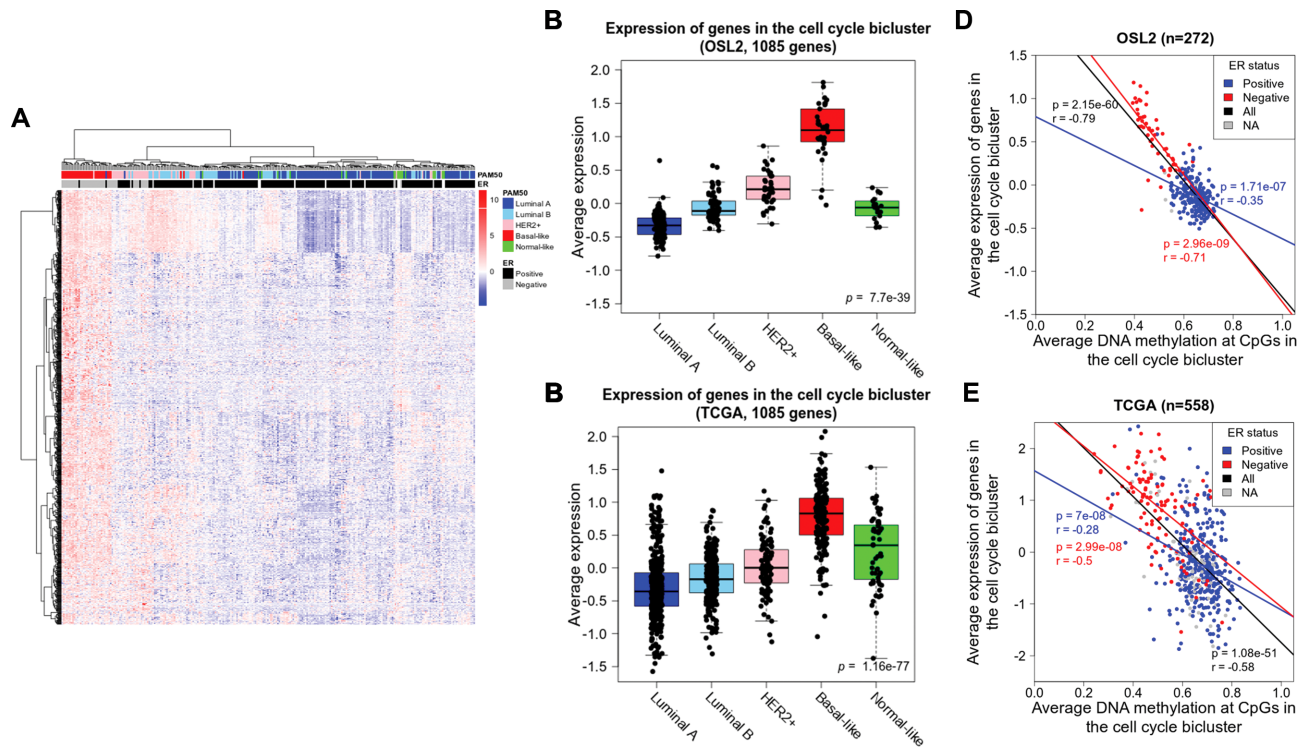 A
PAM50
ER
10
5
0
PAM50
Luminal A
Luminal B
HER2+
Basal-like
Normal-like
ER
Positive
Negative
B
Expression of genes in the cell cycle bicluster
(OSL2, 1085 genes)
Average expression
2.0
1.5
1.0
0.5
0.0
-0.5
-1.0
-1.5
p = 7.7e-39
Luminal A
Luminal B
HER2+
Basal-like
Normal-like
B
Expression of genes in the cell cycle bicluster
(TCGA, 1085 genes)
Average expression
2.0
1.5
1.0
0.5
0.0
-0.5
-1.0
-1.5
p = 1.16e-77
Luminal A
Luminal B
HER2+
Basal-like
Normal-like
D
OSL2 (n=272)
Average expression of genes in
the cell cycle bicluster
1.5
1.0
0.5
0.0
-0.5
-1.0
-1.5
ER status
Positive
Negative
All
NA
p = 2.15e-60
r = -0.79
p = 1.71e-07
r = -0.35
p = 2.96e-09
r = -0.71
0.0
0.2
0.4
0.6
0.8
1.0
Average DNA methylation at CpGs in
the cell cycle bicluster
E
TCGA (n=558)
Average expression of genes in
the cell cycle bicluster
2
1
0
-1
-2
ER status
Positive
Negative
All
NA
p = 7e-08
r = -0.28
p = 2.99e-08
r = -0.5
p = 1.08e-51
r = -0.58
0.0
0.2
0.4
0.6
0.8
1.0
Average DNA methylation at CpGs in
the cell cycle bicluster